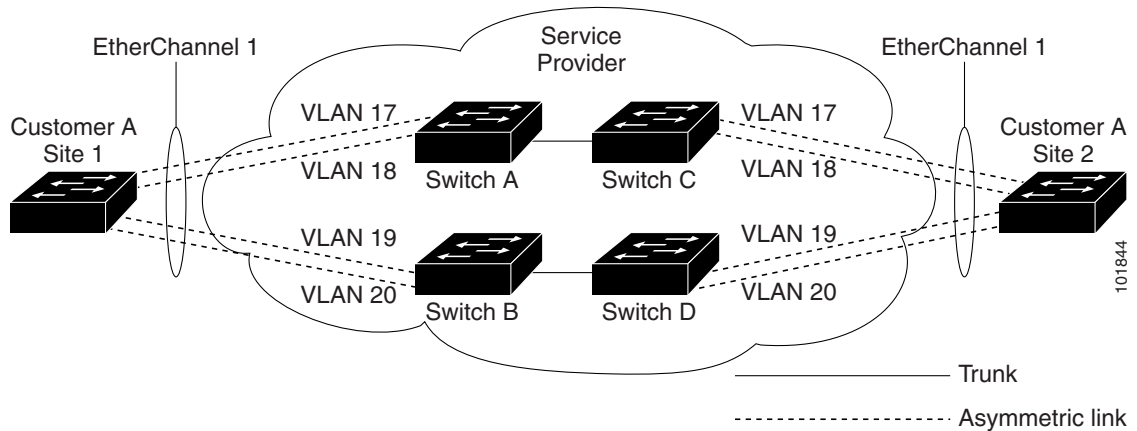 EtherChannel 1
Service
Provider
EtherChannel 1
Customer A
Site 1
VLAN 17
VLAN 18
Switch A
Switch C
VLAN 17
VLAN 18
Customer A
Site 2
VLAN 19
VLAN 20
Switch B
Switch D
VLAN 19
VLAN 20
101844
Trunk
Asymmetric link